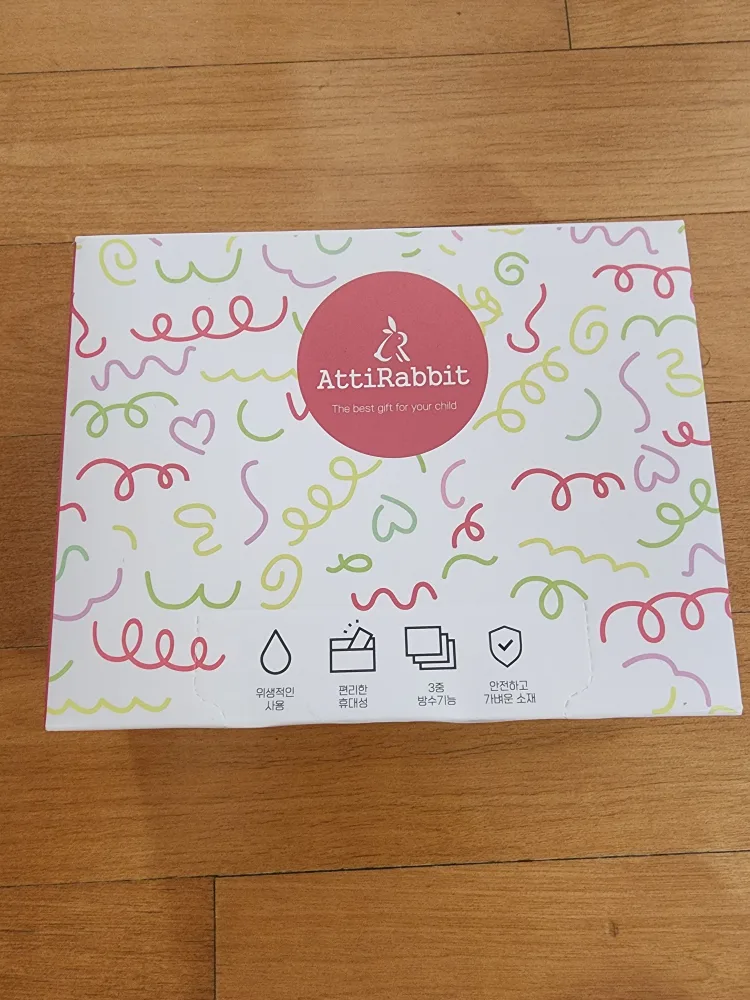 AttiRabbit
The best gift for your child
위생적인
사용
편리한
휴대성
3중
방수기능
안전하고
가벼운 소재